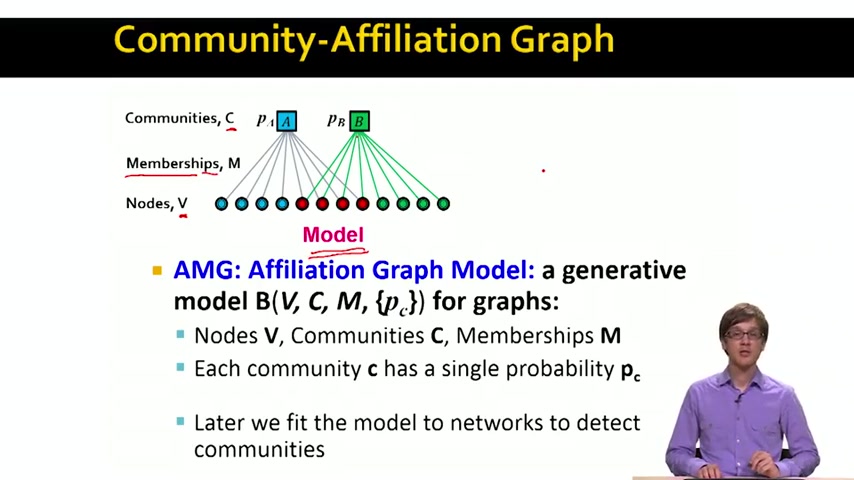 Community-Affiliation Graph
Communities, C p_A A p_B B
Memberships, M
Nodes, V
Model
AMG: Affiliation Graph Model: a generative
model B(V, C, M, {p_c}) for graphs:
Nodes V, Communities C, Memberships M
Each community c has a single probability p_c
Later we fit the model to networks to detect
communities